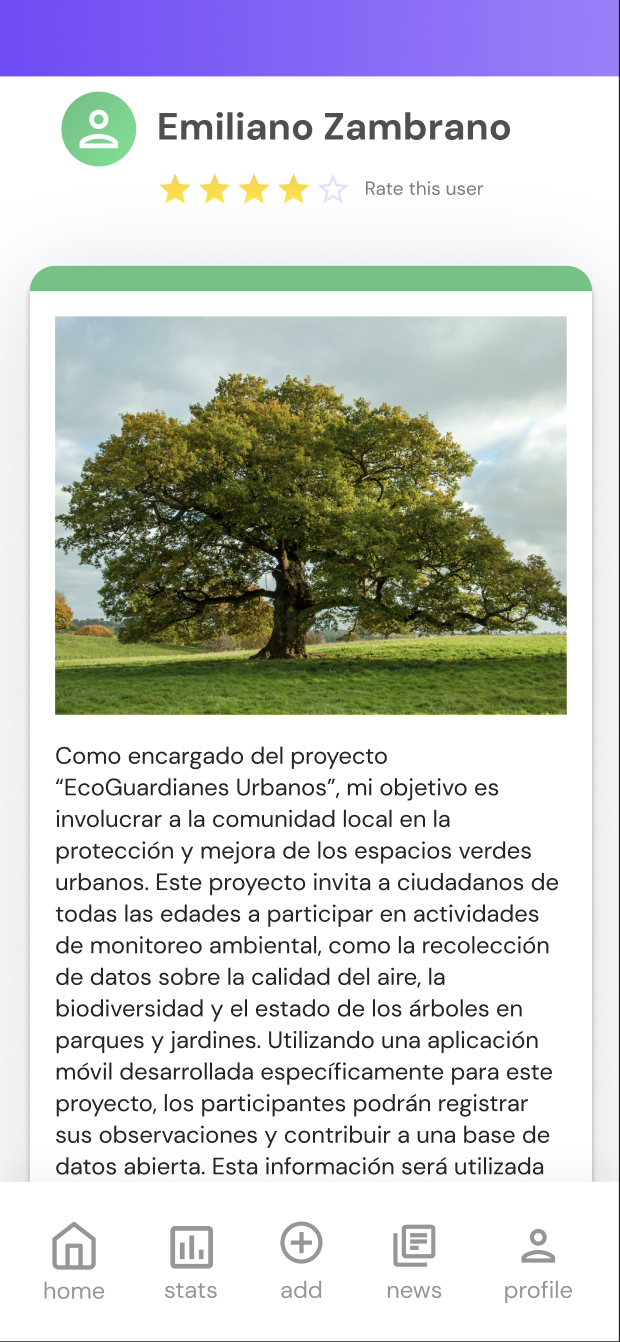 Emiliano Zambrano
Rate this user
Como encargado del proyecto
“EcoGuardianes Urbanos”, mi objetivo es
involucrar a la comunidad local en la
protección y mejora de los espacios verdes
urbanos. Este proyecto invita a ciudadanos de
todas las edades a participar en actividades
de monitoreo ambiental, como la recolección
de datos sobre la calidad del aire, la
biodiversidad y el estado de los árboles en
parques y jardines. Utilizando una aplicación
móvil desarrollada específicamente para este
proyecto, los participantes podrán registrar
sus observaciones y contribuir a una base de
datos abierta. Esta información será utilizada
home stats add news profile